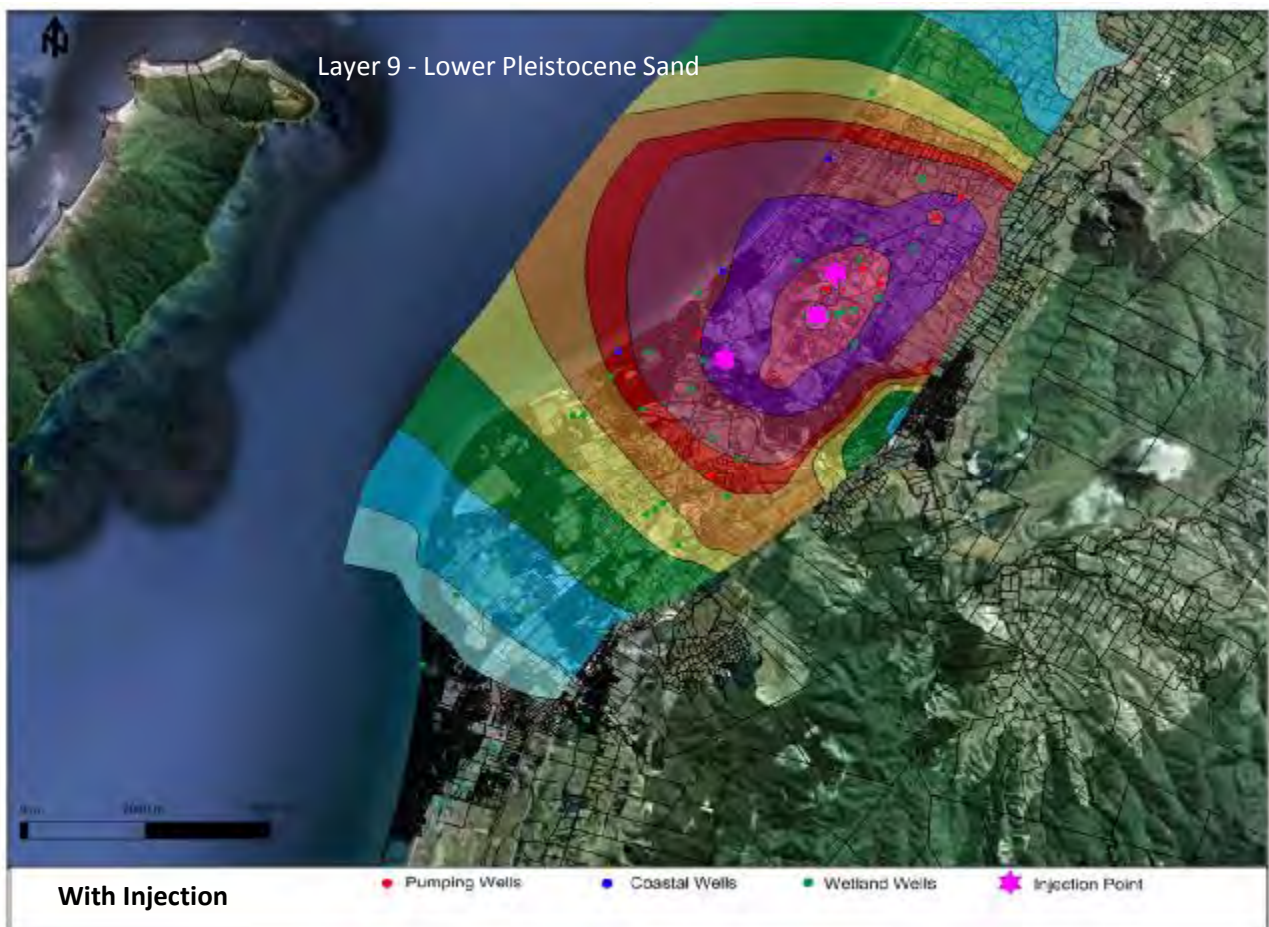 Layer 9 - Lower Pleistocene Sand
With Injection
Pumping Wells
Coastal Wells
Wetland Wells
Injection Point